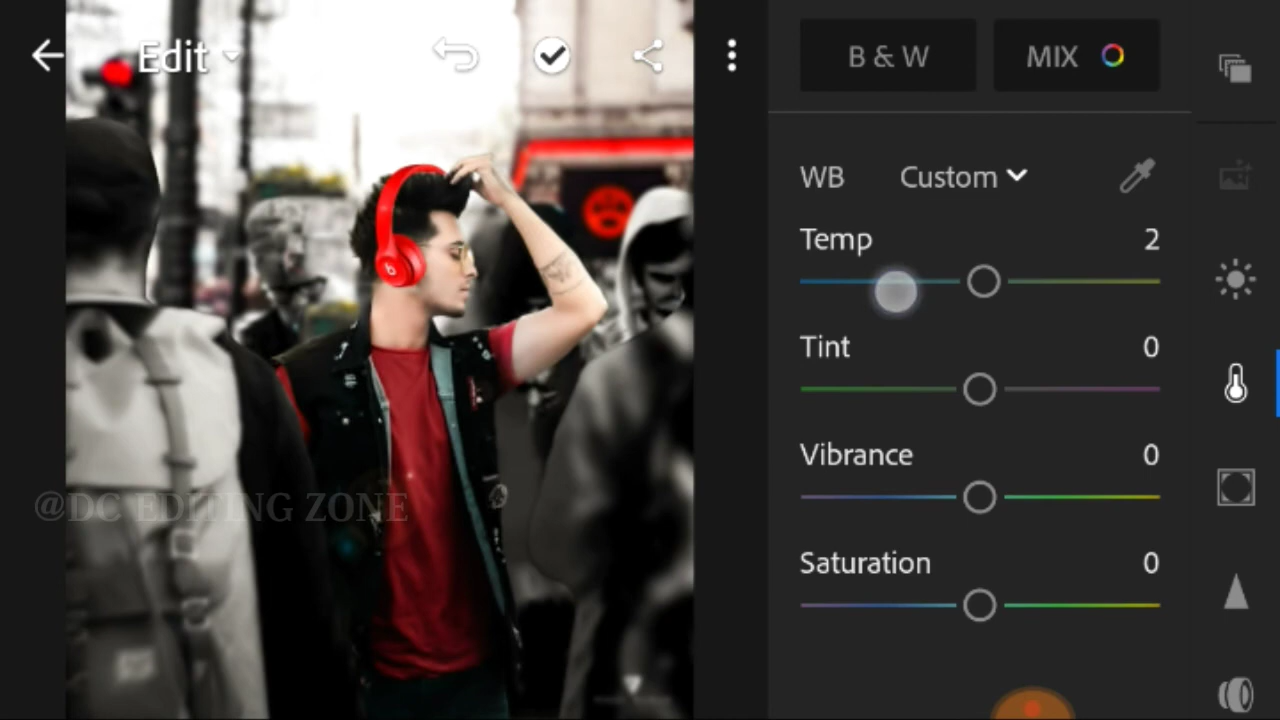 Edit
B & W
MIX
WB Custom
Temp 2
Tint 0
Vibrance 0
Saturation 0
@DC EDITING ZONE
b